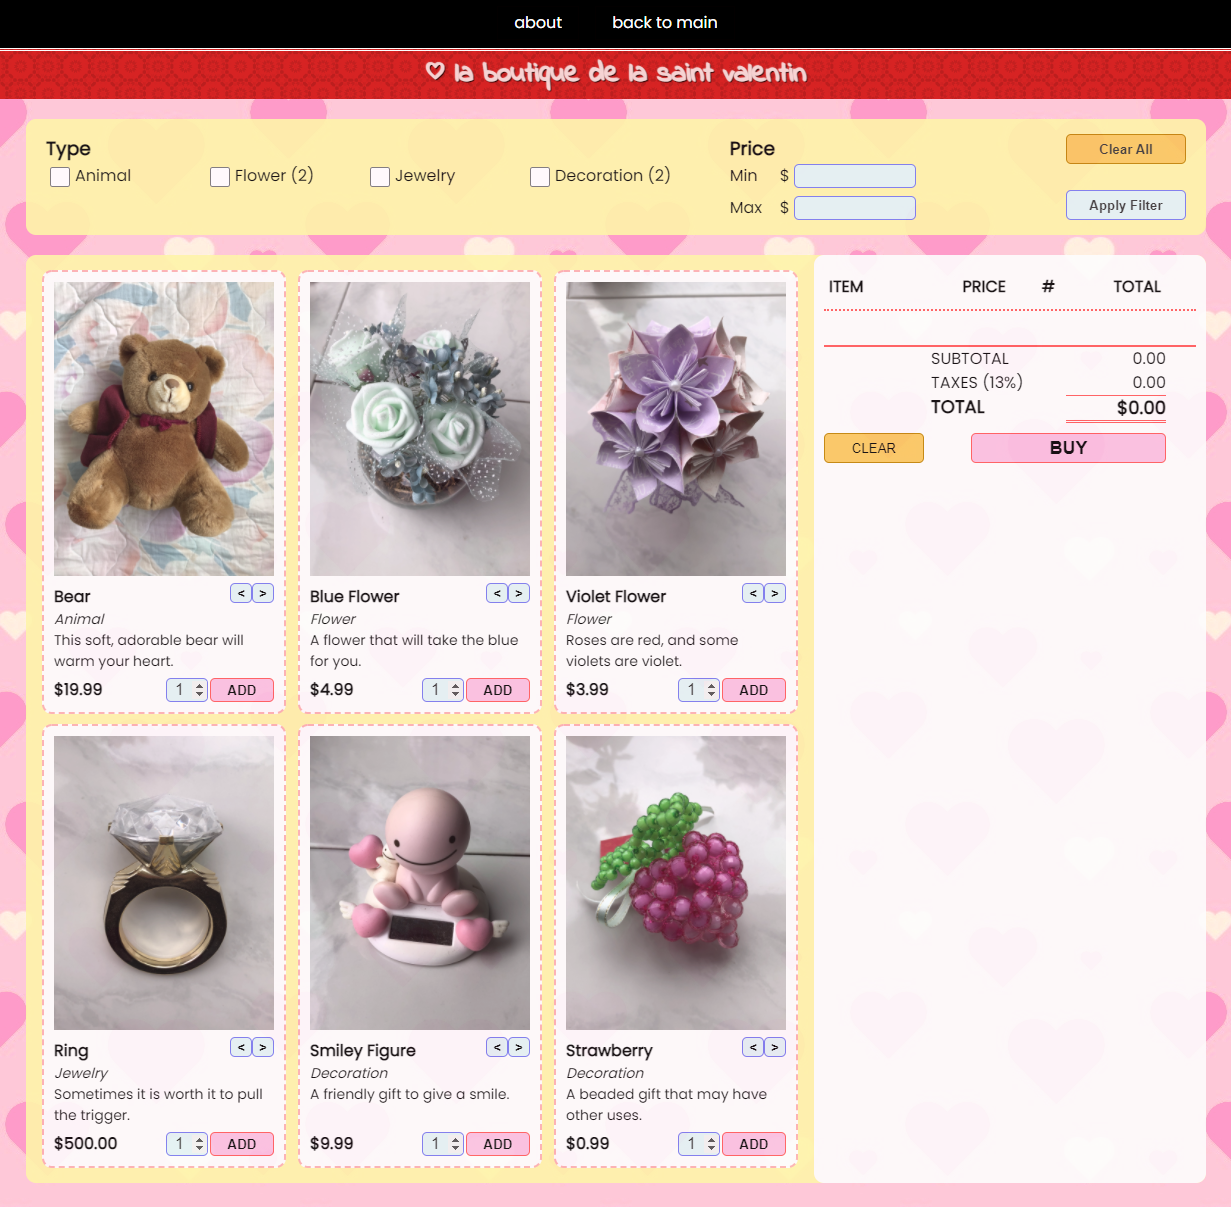 about back to main
♡ la boutique de la saint valentin
Type
Animal Flower (2) Jewelry Decoration (2)
Price
Min $
Max $
Clear All
Apply Filter
Bear < >
Animal
This soft, adorable bear will
warm your heart.
$19.99 1 ADD
Blue Flower < >
Flower
A flower that will take the blue
for you.
$4.99 1 ADD
Violet Flower < >
Flower
Roses are red, and some
violets are violet.
$3.99 1 ADD
Ring < >
Jewelry
Sometimes it is worth it to pull
the trigger.
$500.00 1 ADD
Smiley Figure < >
Decoration
A friendly gift to give a smile.
$9.99 1 ADD
Strawberry < >
Decoration
A beaded gift that may have
other uses.
$0.99 1 ADD
ITEM PRICE # TOTAL
SUBTOTAL 0.00
TAXES (13%) 0.00
TOTAL $0.00
CLEAR BUY